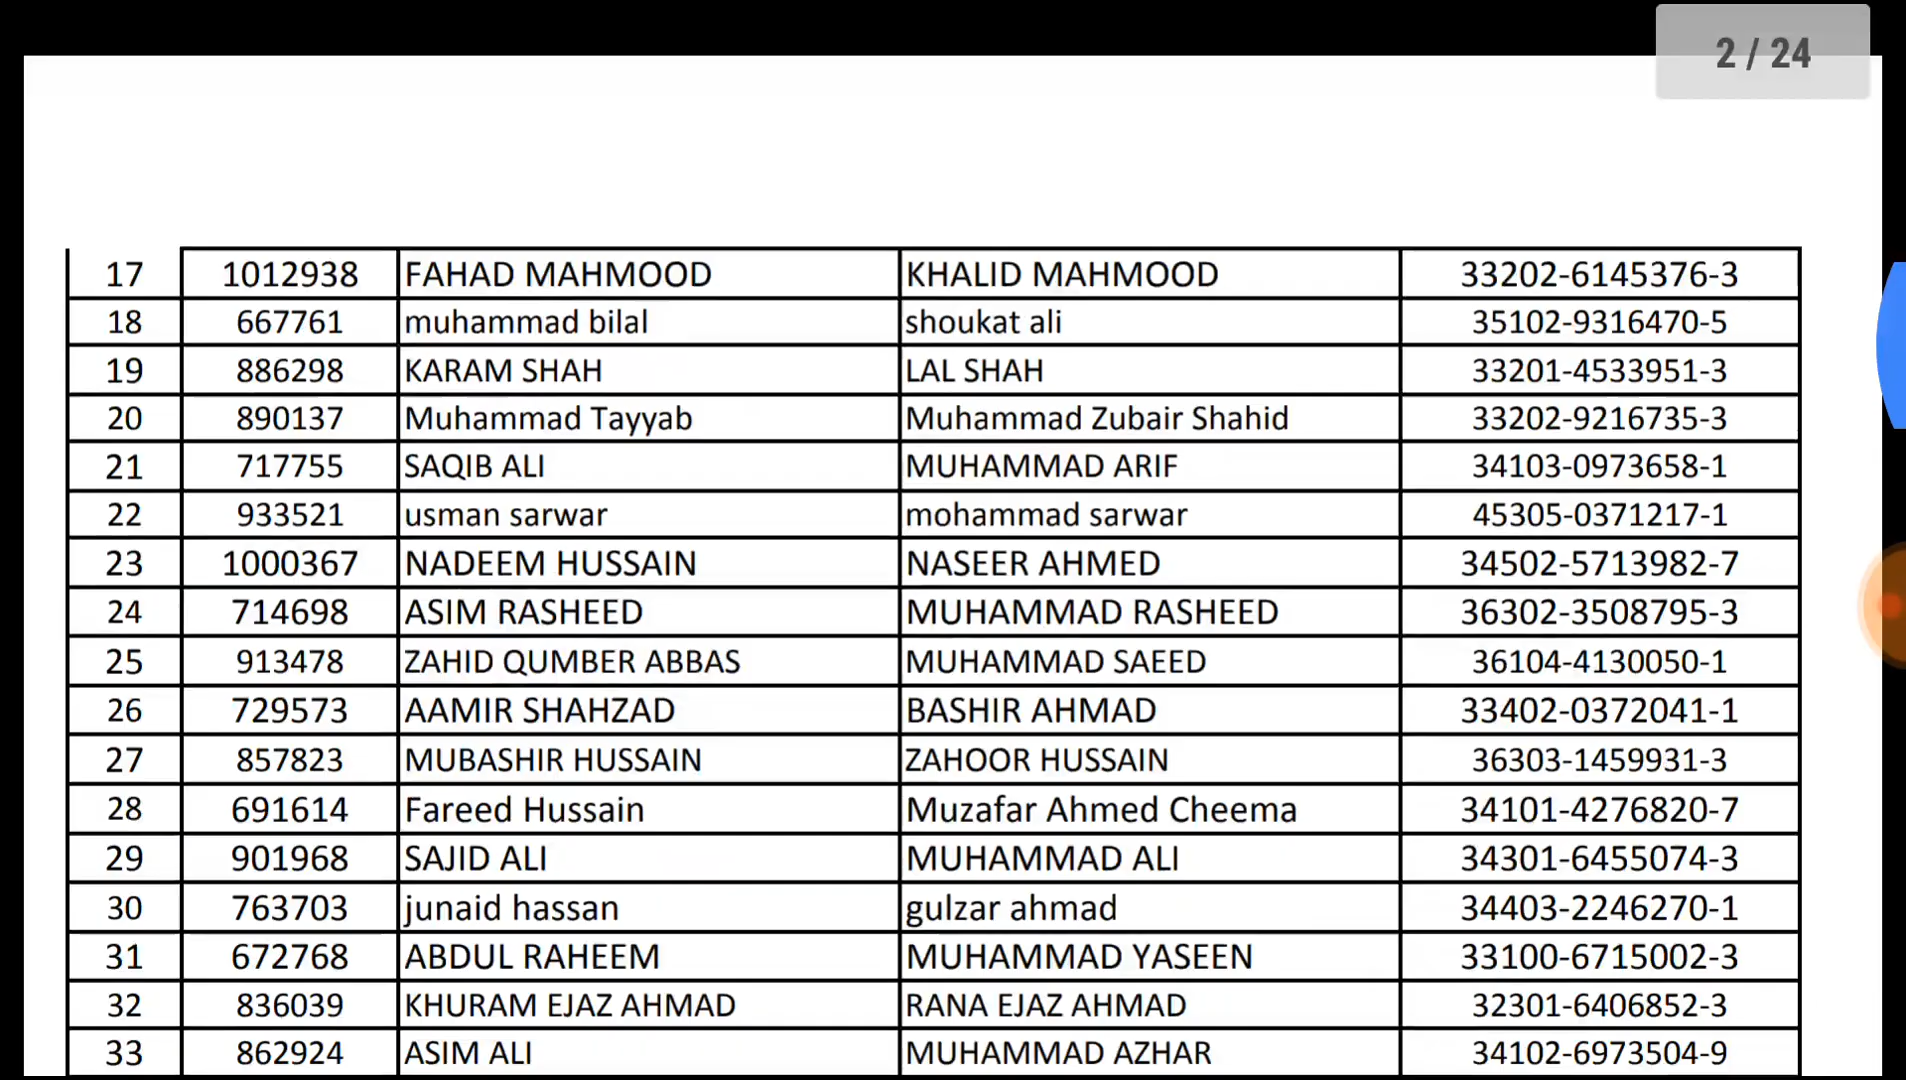 2 / 24
17 1012938 FAHAD MAHMOOD KHALID MAHMOOD 33202-6145376-3
18 667761 muhammad bilal shoukat ali 35102-9316470-5
19 886298 KARAM SHAH LAL SHAH 33201-4533951-3
20 890137 Muhammad Tayyab Muhammad Zubair Shahid 33202-9216735-3
21 717755 SAQIB ALI MUHAMMAD ARIF 34103-0973658-1
22 933521 usman sarwar mohammad sarwar 45305-0371217-1
23 1000367 NADEEM HUSSAIN NASEER AHMED 34502-5713982-7
24 714698 ASIM RASHEED MUHAMMAD RASHEED 36302-3508795-3
25 913478 ZAHID QUMBER ABBAS MUHAMMAD SAEED 36104-4130050-1
26 729573 AAMIR SHAHZAD BASHIR AHMAD 33402-0372041-1
27 857823 MUBASHIR HUSSAIN ZAHOOR HUSSAIN 36303-1459931-3
28 691614 Fareed Hussain Muzafar Ahmed Cheema 34101-4276820-7
29 901968 SAJID ALI MUHAMMAD ALI 34301-6455074-3
30 763703 junaid hassan gulzar ahmad 34403-2246270-1
31 672768 ABDUL RAHEEM MUHAMMAD YASEEN 33100-6715002-3
32 836039 KHURAM EJAZ AHMAD RANA EJAZ AHMAD 32301-6406852-3
33 862924 ASIM ALI MUHAMMAD AZHAR 34102-6973504-9